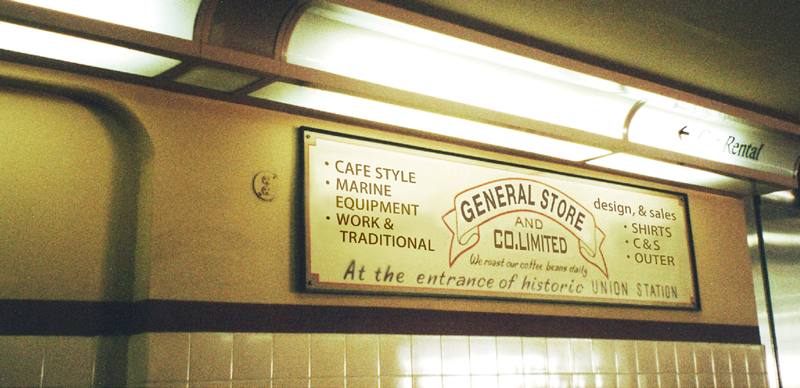 ← Car Rental
· CAFE STYLE
· MARINE
EQUIPMENT
· WORK &
TRADITIONAL
GENERAL STORE
AND
CO.LIMITED
We roast our coffee beans daily
design, & sales
· SHIRTS
· C&S
· OUTER
At the entrance of historic UNION STATION